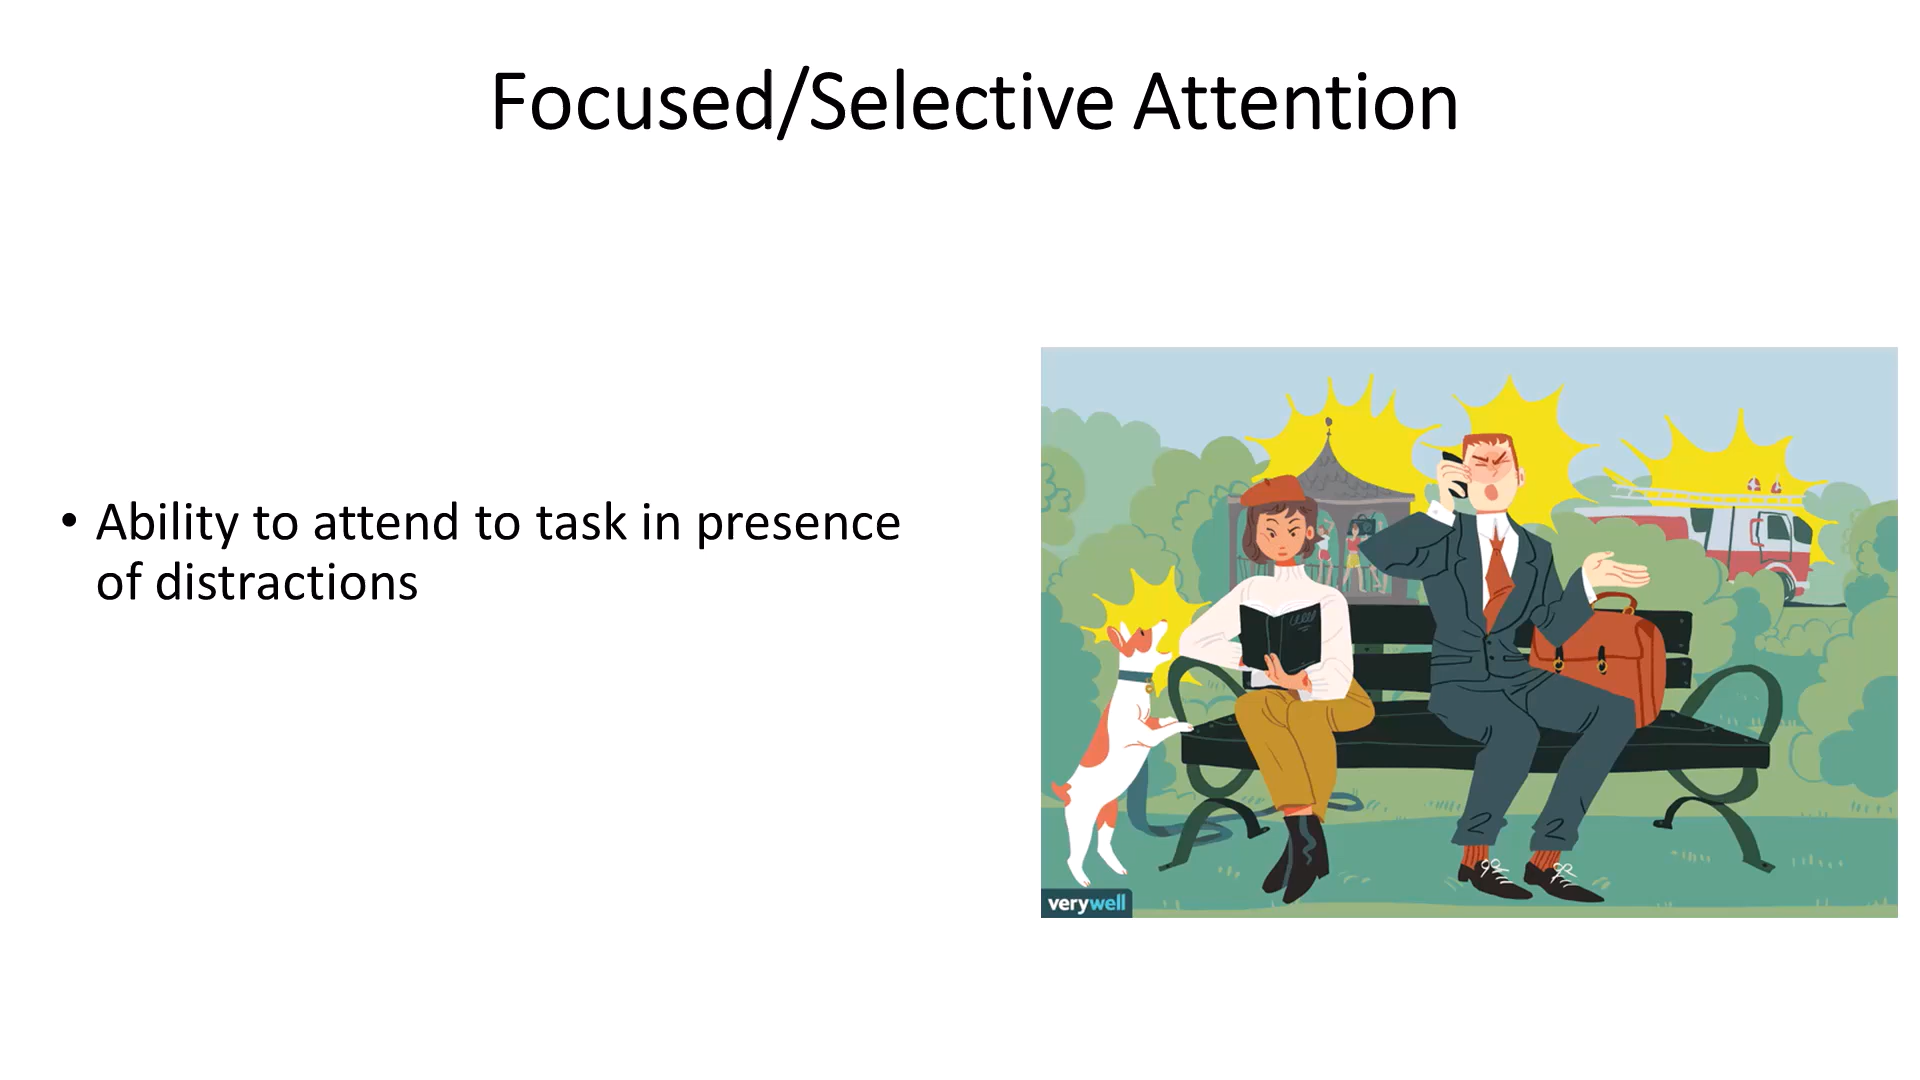 Focused/Selective Attention
• Ability to attend to task in presence
of distractions
verywell